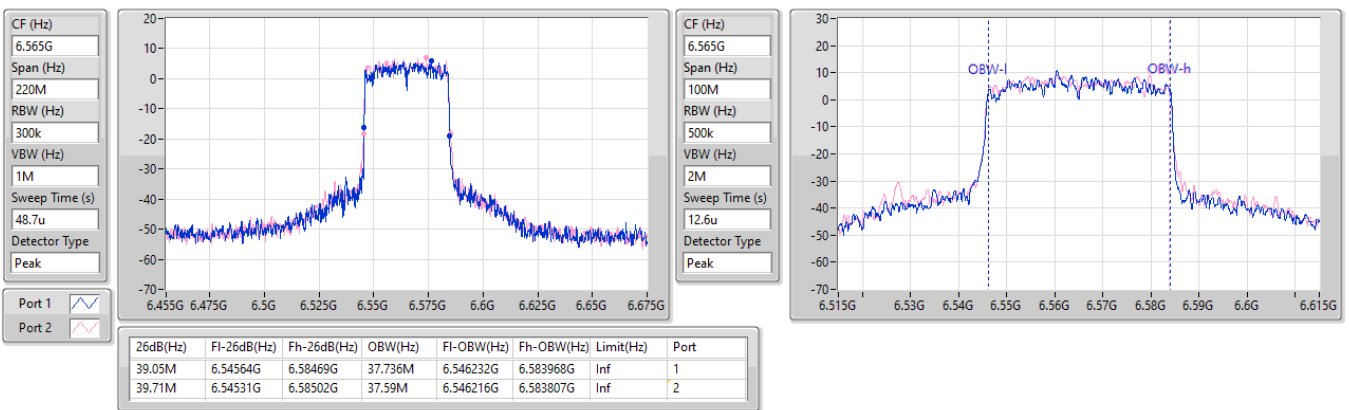 CF (Hz)
6.565G
Span (Hz)
220M
RBW (Hz)
300k
VBW (Hz)
1M
Sweep Time (s)
48.7u
Detector Type
Peak
Port 1
Port 2
20
10
0
-10
-20
-30
-40
-50
-60
-70
6.455G 6.475G 6.5G 6.525G 6.55G 6.575G 6.6G 6.625G 6.65G 6.675G
CF (Hz)
6.565G
Span (Hz)
100M
RBW (Hz)
500k
VBW (Hz)
2M
Sweep Time (s)
12.6u
Detector Type
Peak
30
20
10
0
-10
-20
-30
-40
-50
-60
-70
OBW-l OBW-h
6.515G 6.53G 6.54G 6.55G 6.56G 6.57G 6.58G 6.59G 6.6G 6.615G
26dB(Hz) Fl-26dB(Hz) Fh-26dB(Hz) OBW(Hz) Fl-OBW(Hz) Fh-OBW(Hz) Limit(Hz) Port
39.05M 6.54564G 6.58469G 37.736M 6.546232G 6.583968G Inf 1
39.71M 6.54531G 6.58502G 37.59M 6.546216G 6.583807G Inf 2